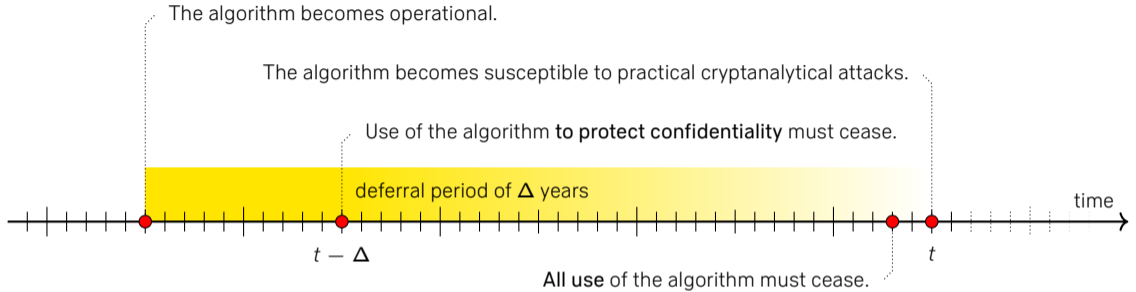 The algorithm becomes operational.
The algorithm becomes susceptible to practical cryptanalytical attacks.
Use of the algorithm to protect confidentiality must cease.
deferral period of Δ years
time
t − Δ
t
All use of the algorithm must cease.